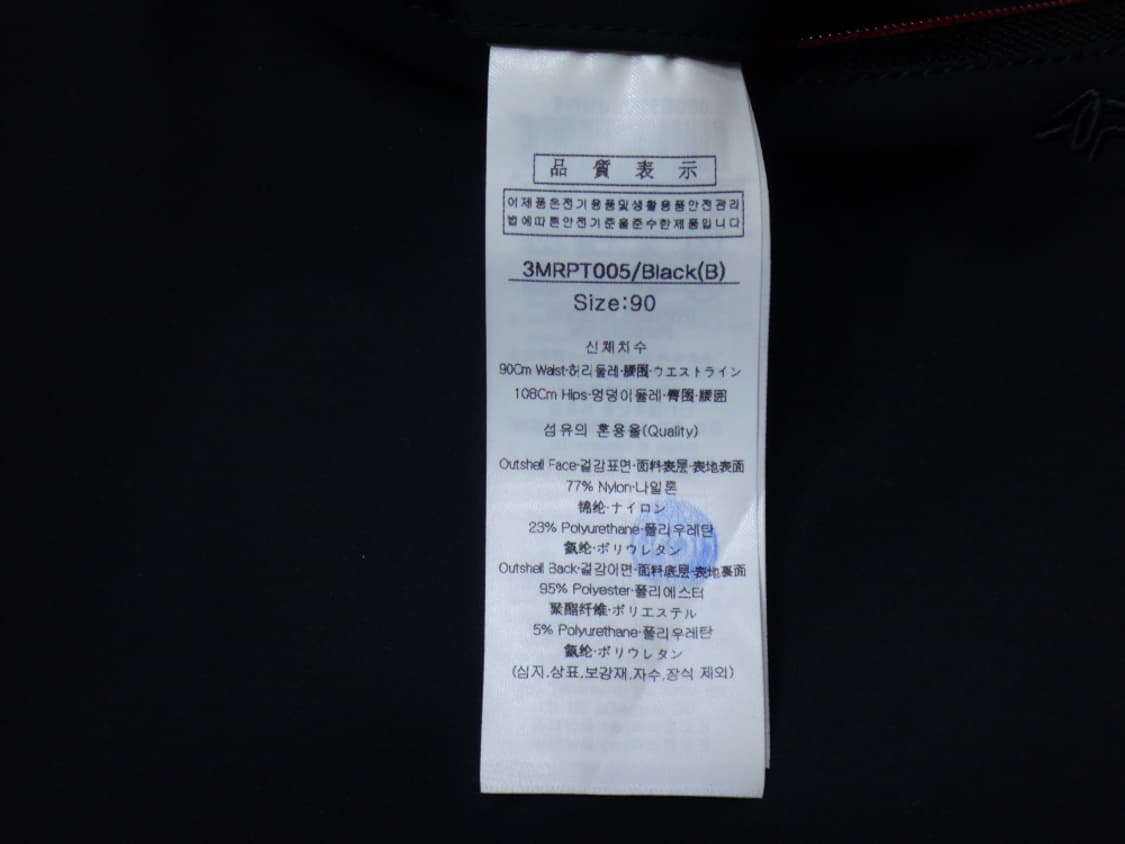 品 質 表 示
이제품은전기용품및생활용품안전관리
법에따른안전기준을준수한제품입니다
3MRPT005/Black(B)
Size:90
신체치수
90Cm Waist·허리둘레·腰围·ウエストライン
108Cm Hips·엉덩이둘레·臀围·腰囲
섬유의 혼용율(Quality)
Outshell Face·겉감표면·面料表层·表地表面
77% Nylon·나일론
锦纶·ナイロン
23% Polyurethane·폴리우레탄
氨纶·ポリウレタン
Outshell Back·겉감이면·面料底层·表地裏面
95% Polyester·폴리에스터
聚酯纤维·ポリエステル
5% Polyurethane·폴리우레탄
氨纶·ポリウレタン
(심지,상표,보강재,자수,장식 제외)